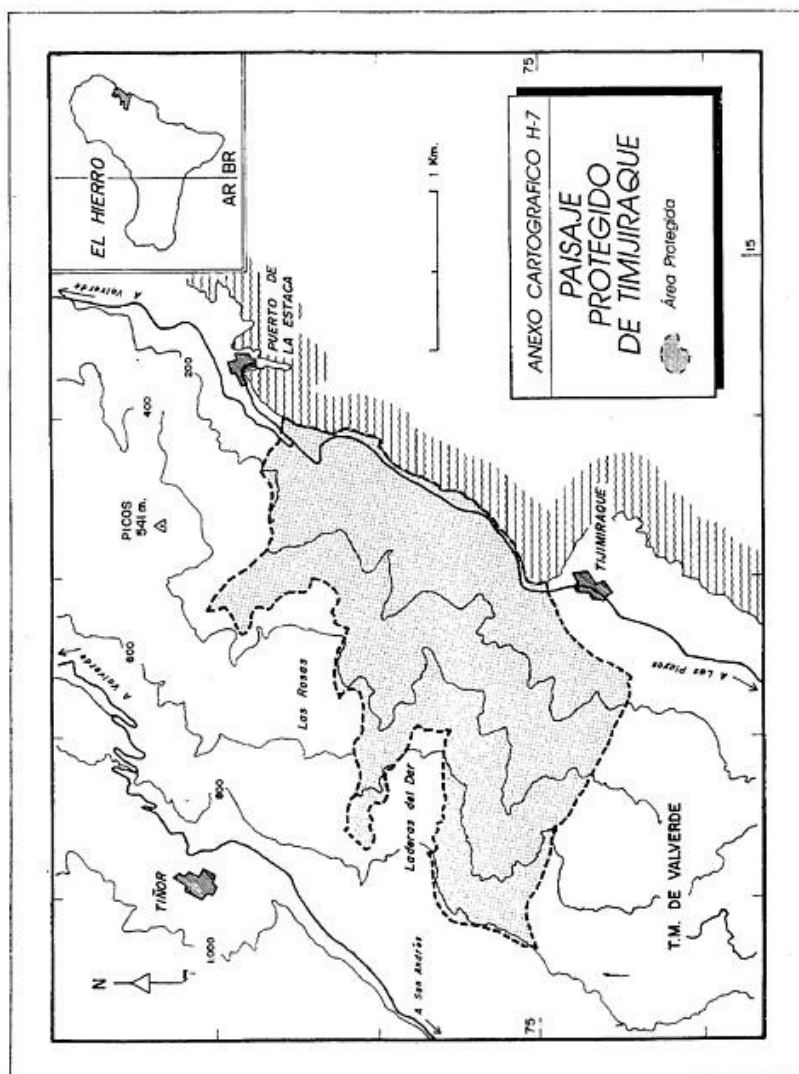 EL HIERRO
AR
BR
A Valverde
PUERTO DE
LA ESTACA
200
400
PICOS
541 m.
600
A Valverde
Las Rosas
800
TIÑOR
1.000
N
Laderas del Der
A San Andrés
TIJIMIRAQUE
A Las Playas
T.M. DE VALVERDE
1 Km.
75
75
15
ANEXO CARTOGRAFICO H-7
PAISAJE
PROTEGIDO
DE TIMIJIRAQUE
Área Protegida